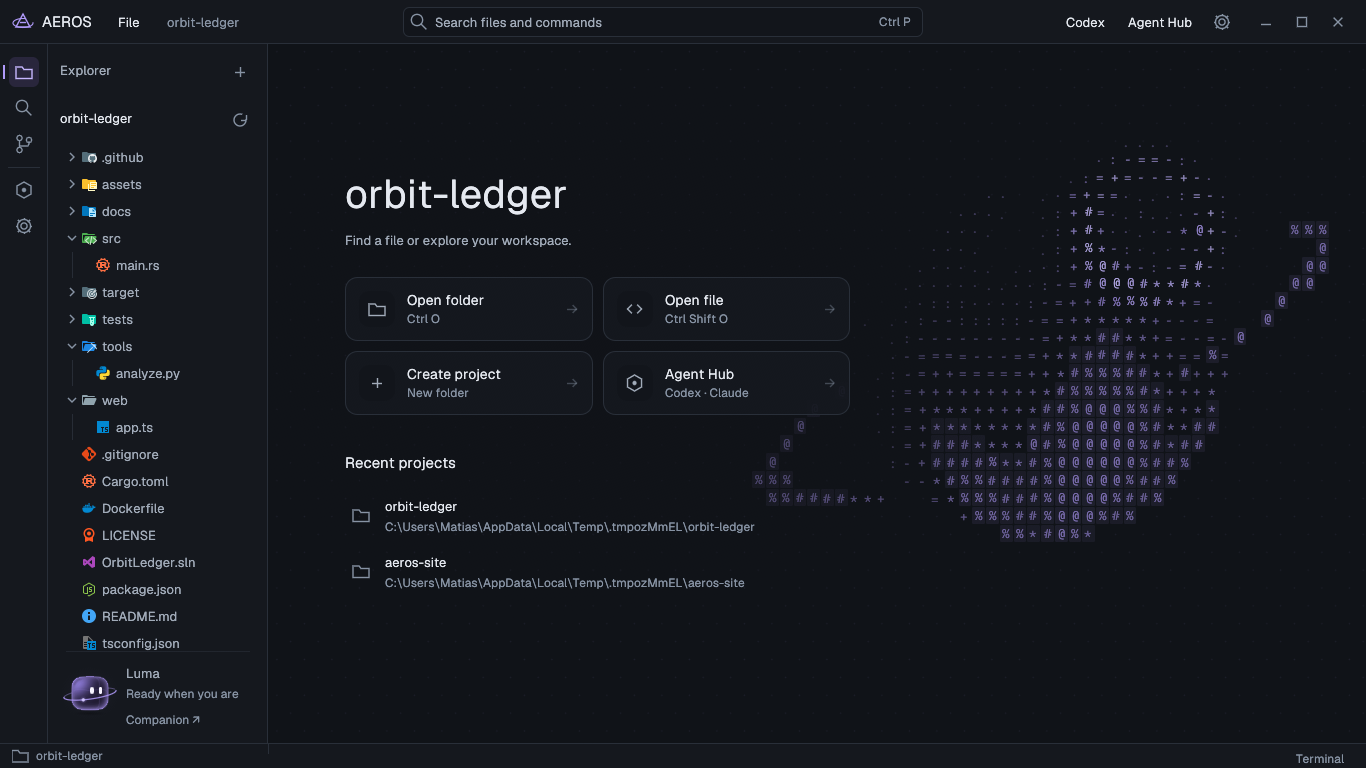 AEROS File orbit-ledger Search files and commands Ctrl P Codex Agent Hub
Explorer
orbit-ledger
.github
assets
docs
src
main.rs
target
tests
tools
analyze.py
web
app.ts
.gitignore
Cargo.toml
Dockerfile
LICENSE
OrbitLedger.sln
package.json
README.md
tsconfig.json
Luma
Ready when you are
Companion ↗
orbit-ledger
Find a file or explore your workspace.
Open folder
Ctrl O
Open file
Ctrl Shift O
Create project
New folder
Agent Hub
Codex · Claude
Recent projects
orbit-ledger
C:\Users\Matias\AppData\Local\Temp\.tmpozMmEL\orbit-ledger
aeros-site
C:\Users\Matias\AppData\Local\Temp\.tmpozMmEL\aeros-site
orbit-ledger
Terminal